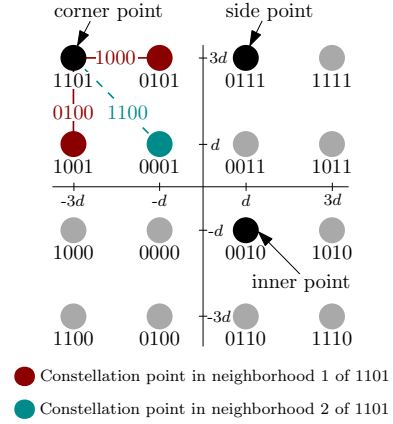 corner point side point
1000 3d
1101 0101 0111 1111
0100 1100
d
1001 0001 0011 1011
-3d -d d 3d
-d
1000 0000 0010 1010
inner point
-3d
1100 0100 0110 1110
Constellation point in neighborhood 1 of 1101
Constellation point in neighborhood 2 of 1101